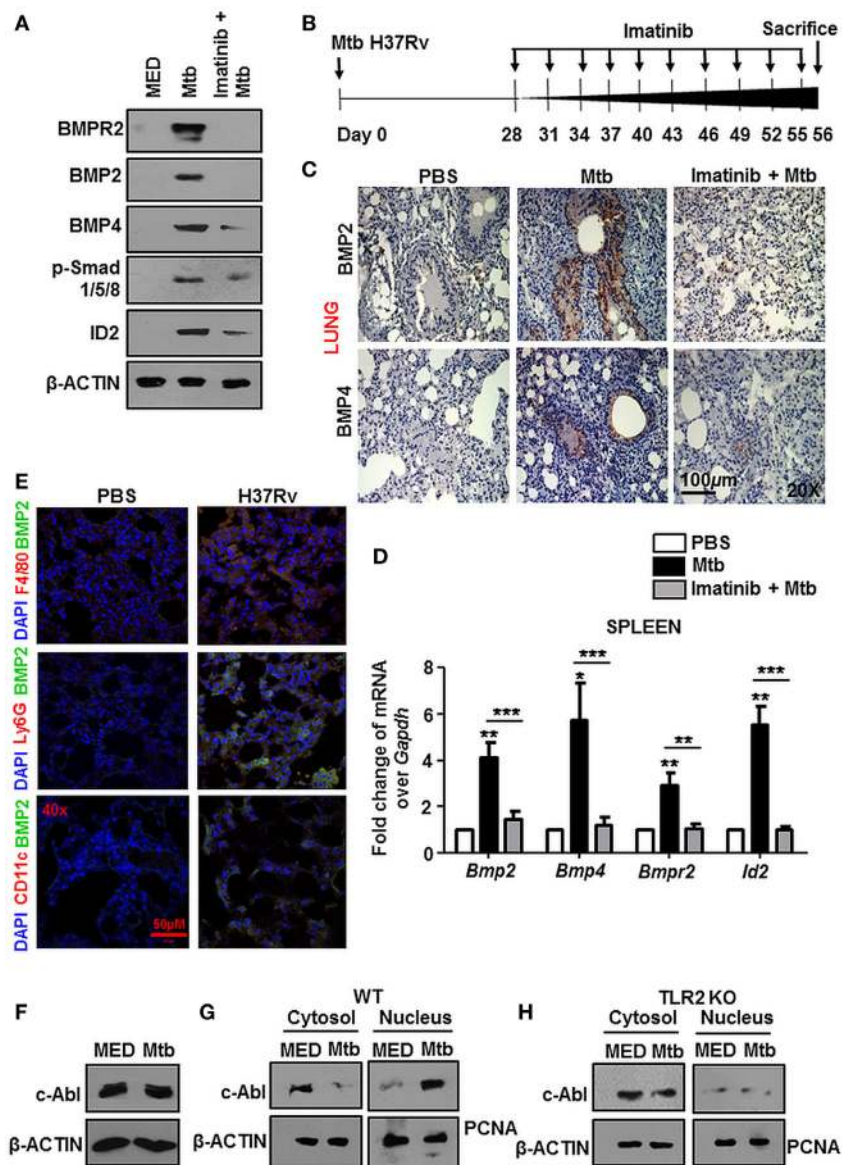 A
MED
Mtb
Imatinib +
Mtb
BMPR2
BMP2
BMP4
p-Smad
1/5/8
ID2
β-ACTIN
B
Mtb H37Rv
Imatinib
Sacrifice
Day 0
28 31 34 37 40 43 46 49 52 55 56
C
PBS Mtb Imatinib + Mtb
LUNG
BMP2
BMP4
100µm
20X
E
PBS H37Rv
DAPI F4/80 BMP2
DAPI Ly6G BMP2
DAPI CD11c BMP2
40x
50µM
D
PBS
Mtb
Imatinib + Mtb
SPLEEN
Fold change of mRNA
over Gapdh
8
6
4
2
0
** ***
* ***
** **
** ***
Bmp2 Bmp4 Bmpr2 Id2
F
MED Mtb
c-Abl
β-ACTIN
G
WT
Cytosol Nucleus
MED Mtb MED Mtb
c-Abl
β-ACTIN
PCNA
H
TLR2 KO
Cytosol Nucleus
MED Mtb MED Mtb
c-Abl
β-ACTIN
PCNA